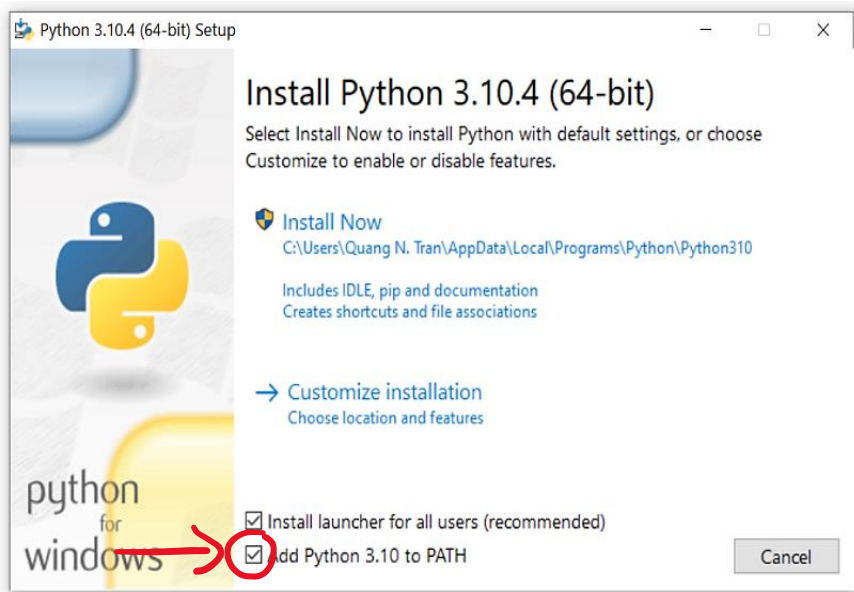 Python 3.10.4 (64-bit) Setup
Install Python 3.10.4 (64-bit)
Select Install Now to install Python with default settings, or choose
Customize to enable or disable features.
Install Now
C:\Users\Quang N. Tran\AppData\Local\Programs\Python\Python310
Includes IDLE, pip and documentation
Creates shortcuts and file associations
Customize installation
Choose location and features
python
for
windows
Install launcher for all users (recommended)
Add Python 3.10 to PATH
Cancel